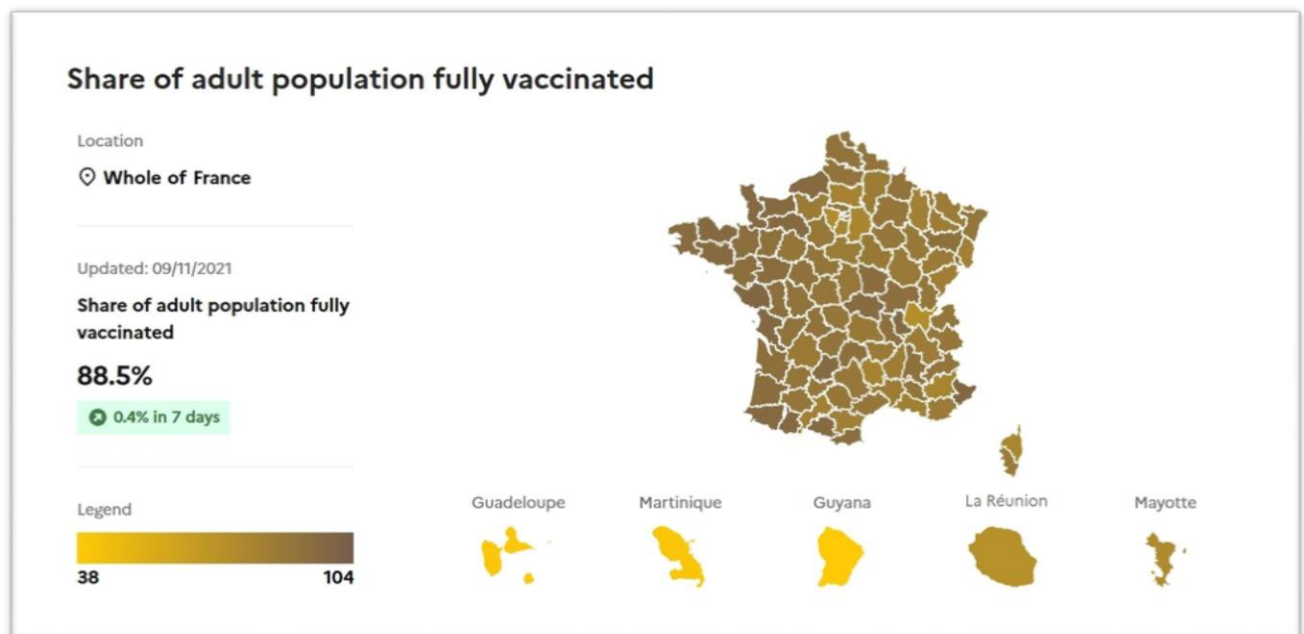 Share of adult population fully vaccinated
Location
Whole of France
Updated: 09/11/2021
Share of adult population fully
vaccinated
88.5%
0.4% in 7 days
Legend
38
104
Guadeloupe
Martinique
Guyana
La Réunion
Mayotte